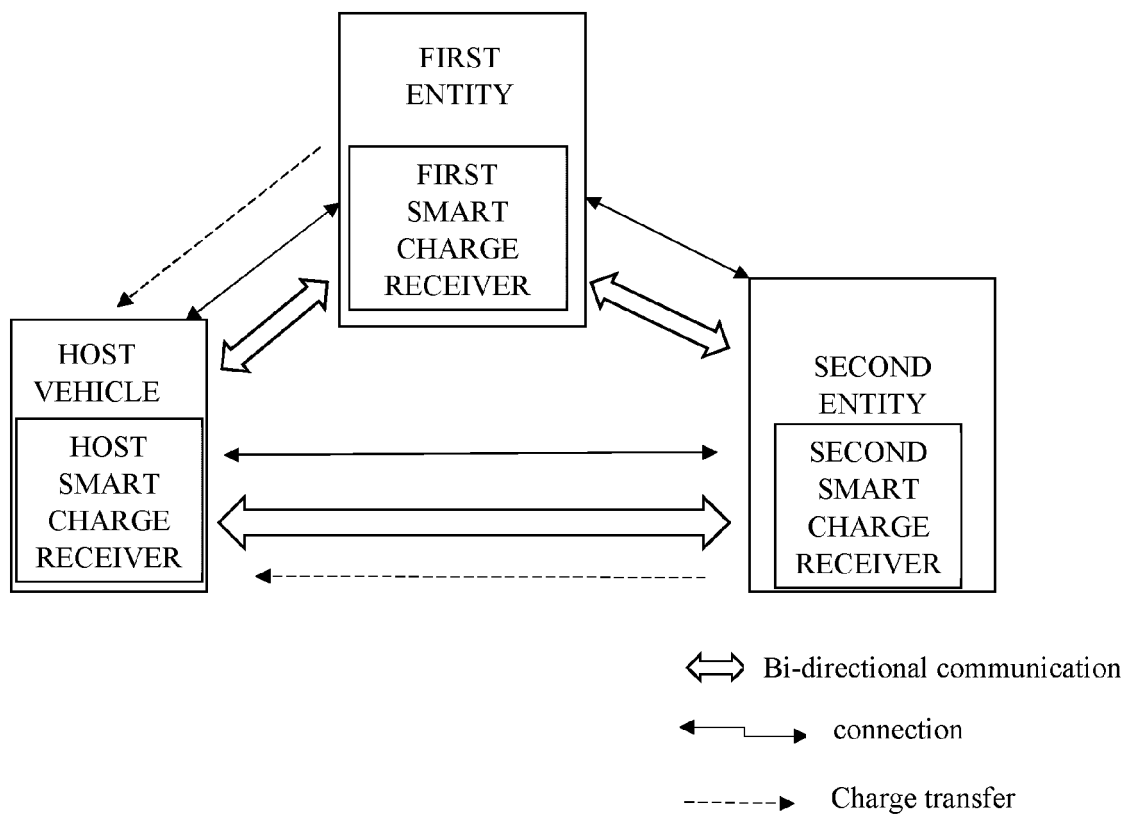 FIRST
ENTITY
FIRST
SMART
CHARGE
RECEIVER
HOST
VEHICLE
HOST
SMART
CHARGE
RECEIVER
SECOND
ENTITY
SECOND
SMART
CHARGE
RECEIVER
Bi-directional communication
connection
Charge transfer